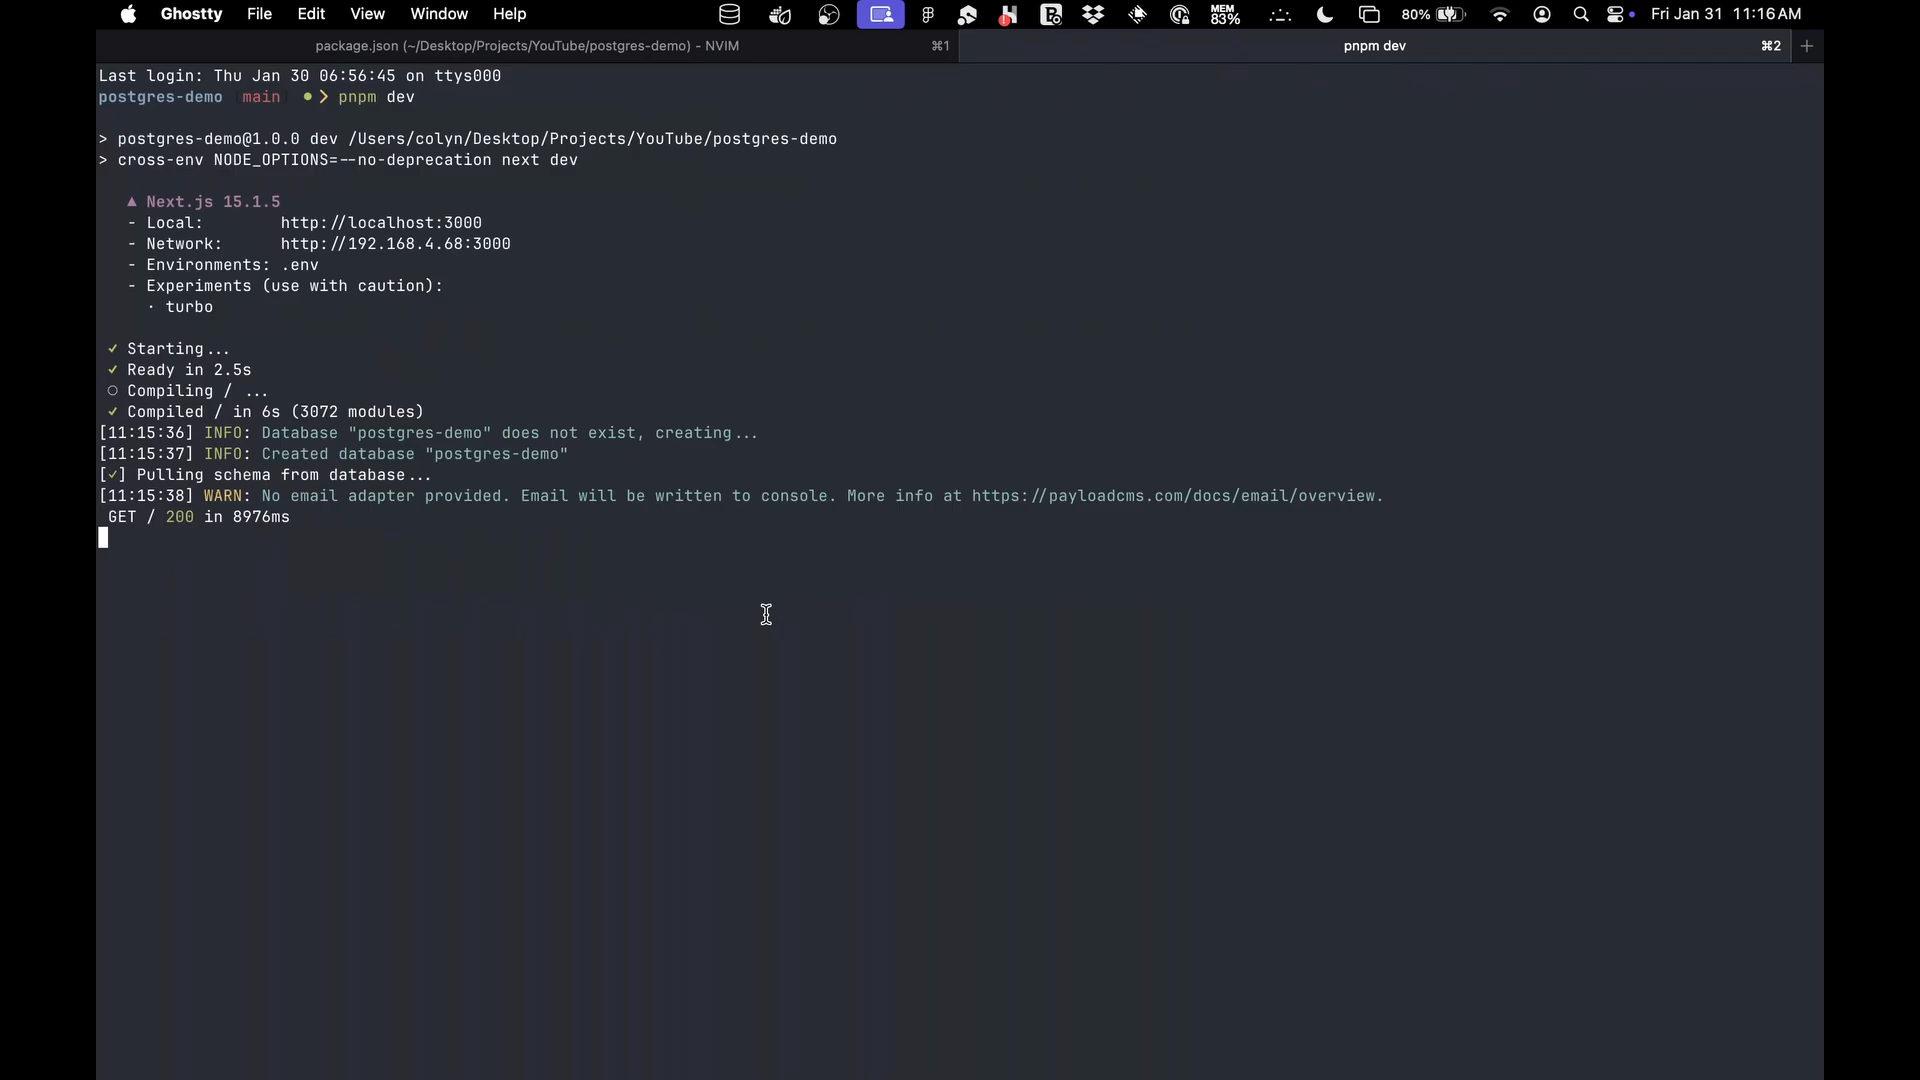 Ghostty File Edit View Window Help MEM 83% 80% Fri Jan 31 11:16 AM
package.json (~/Desktop/Projects/YouTube/postgres-demo) - NVIM ⌘1 pnpm dev ⌘2 +
Last login: Thu Jan 30 06:56:45 on ttys000
postgres-demo main ● ❯ pnpm dev
> postgres-demo@1.0.0 dev /Users/colyn/Desktop/Projects/YouTube/postgres-demo
> cross-env NODE_OPTIONS=--no-deprecation next dev
▲ Next.js 15.1.5
- Local: http://localhost:3000
- Network: http://192.168.4.68:3000
- Environments: .env
- Experiments (use with caution):
· turbo
✓ Starting...
✓ Ready in 2.5s
○ Compiling / ...
✓ Compiled / in 6s (3072 modules)
[11:15:36] INFO: Database "postgres-demo" does not exist, creating...
[11:15:37] INFO: Created database "postgres-demo"
[✓] Pulling schema from database...
[11:15:38] WARN: No email adapter provided. Email will be written to console. More info at https://payloadcms.com/docs/email/overview.
GET / 200 in 8976ms